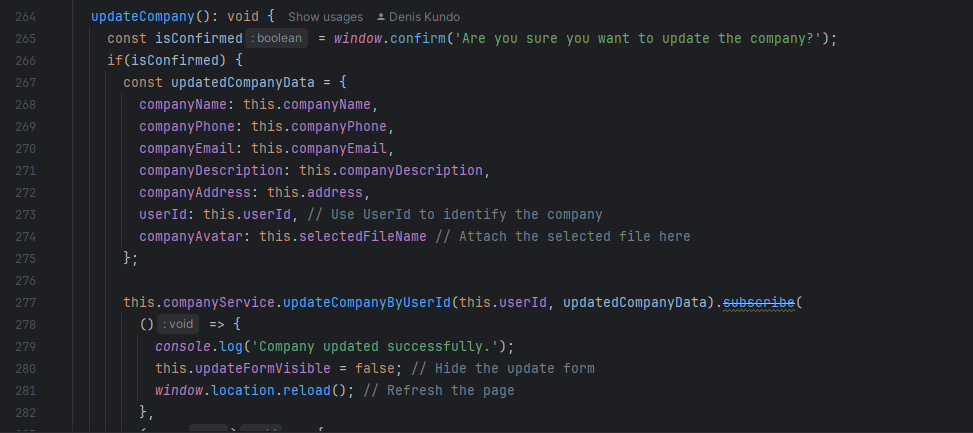 264 updateCompany(): void { Show usages Denis Kundo
265 const isConfirmed : boolean = window.confirm('Are you sure you want to update the company?');
266 if(isConfirmed) {
267 const updatedCompanyData = {
268 companyName: this.companyName,
269 companyPhone: this.companyPhone,
270 companyEmail: this.companyEmail,
271 companyDescription: this.companyDescription,
272 companyAddress: this.address,
273 userId: this.userId, // Use UserId to identify the company
274 companyAvatar: this.selectedFileName // Attach the selected file here
275 };
276
277 this.companyService.updateCompanyByUserId(this.userId, updatedCompanyData).subscribe(
278 () : void => {
279 console.log('Company updated successfully.');
280 this.updateFormVisible = false; // Hide the update form
281 window.location.reload(); // Refresh the page
282 },